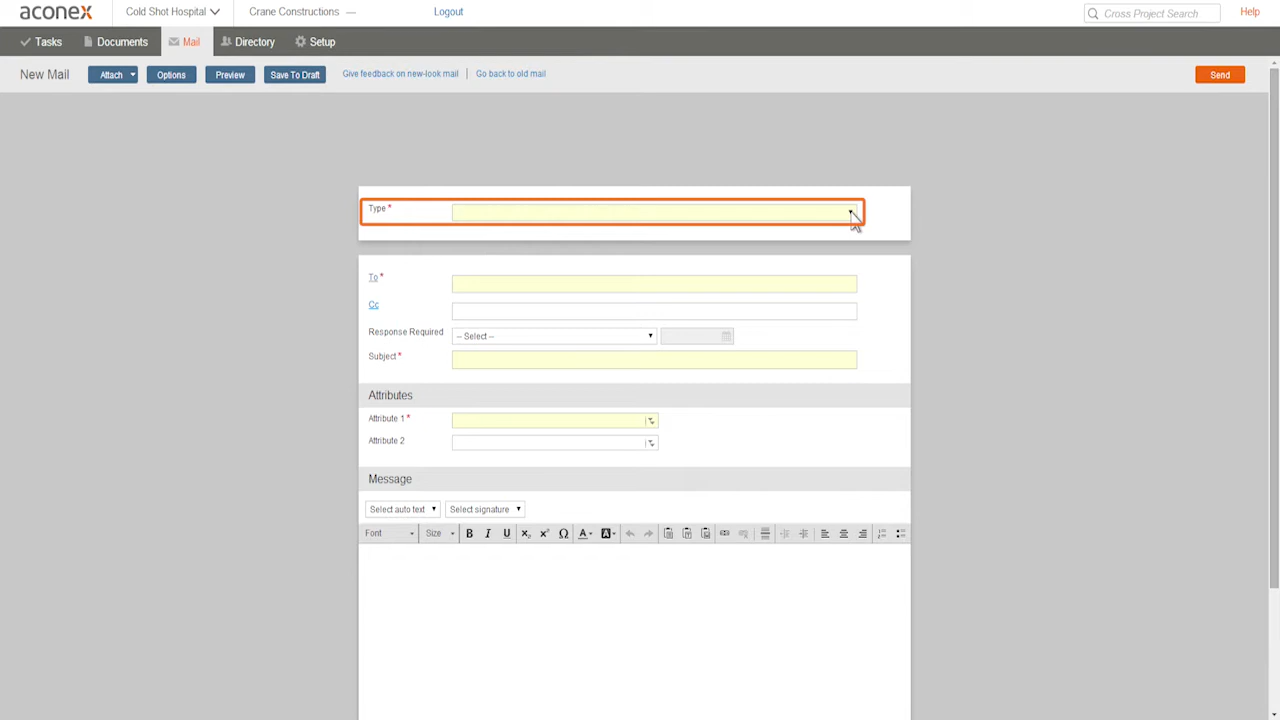 aconex Cold Shot Hospital Crane Constructions — Logout Cross Project Search Help
Tasks Documents Mail Directory Setup
New Mail Attach Options Preview Save To Draft Give feedback on new-look mail Go back to old mail Send
Type *
To *
Cc
Response Required -- Select --
Subject *
Attributes
Attribute 1 *
Attribute 2
Message
Select auto text Select signature
Font Size B I U X₂ X² Ω A A